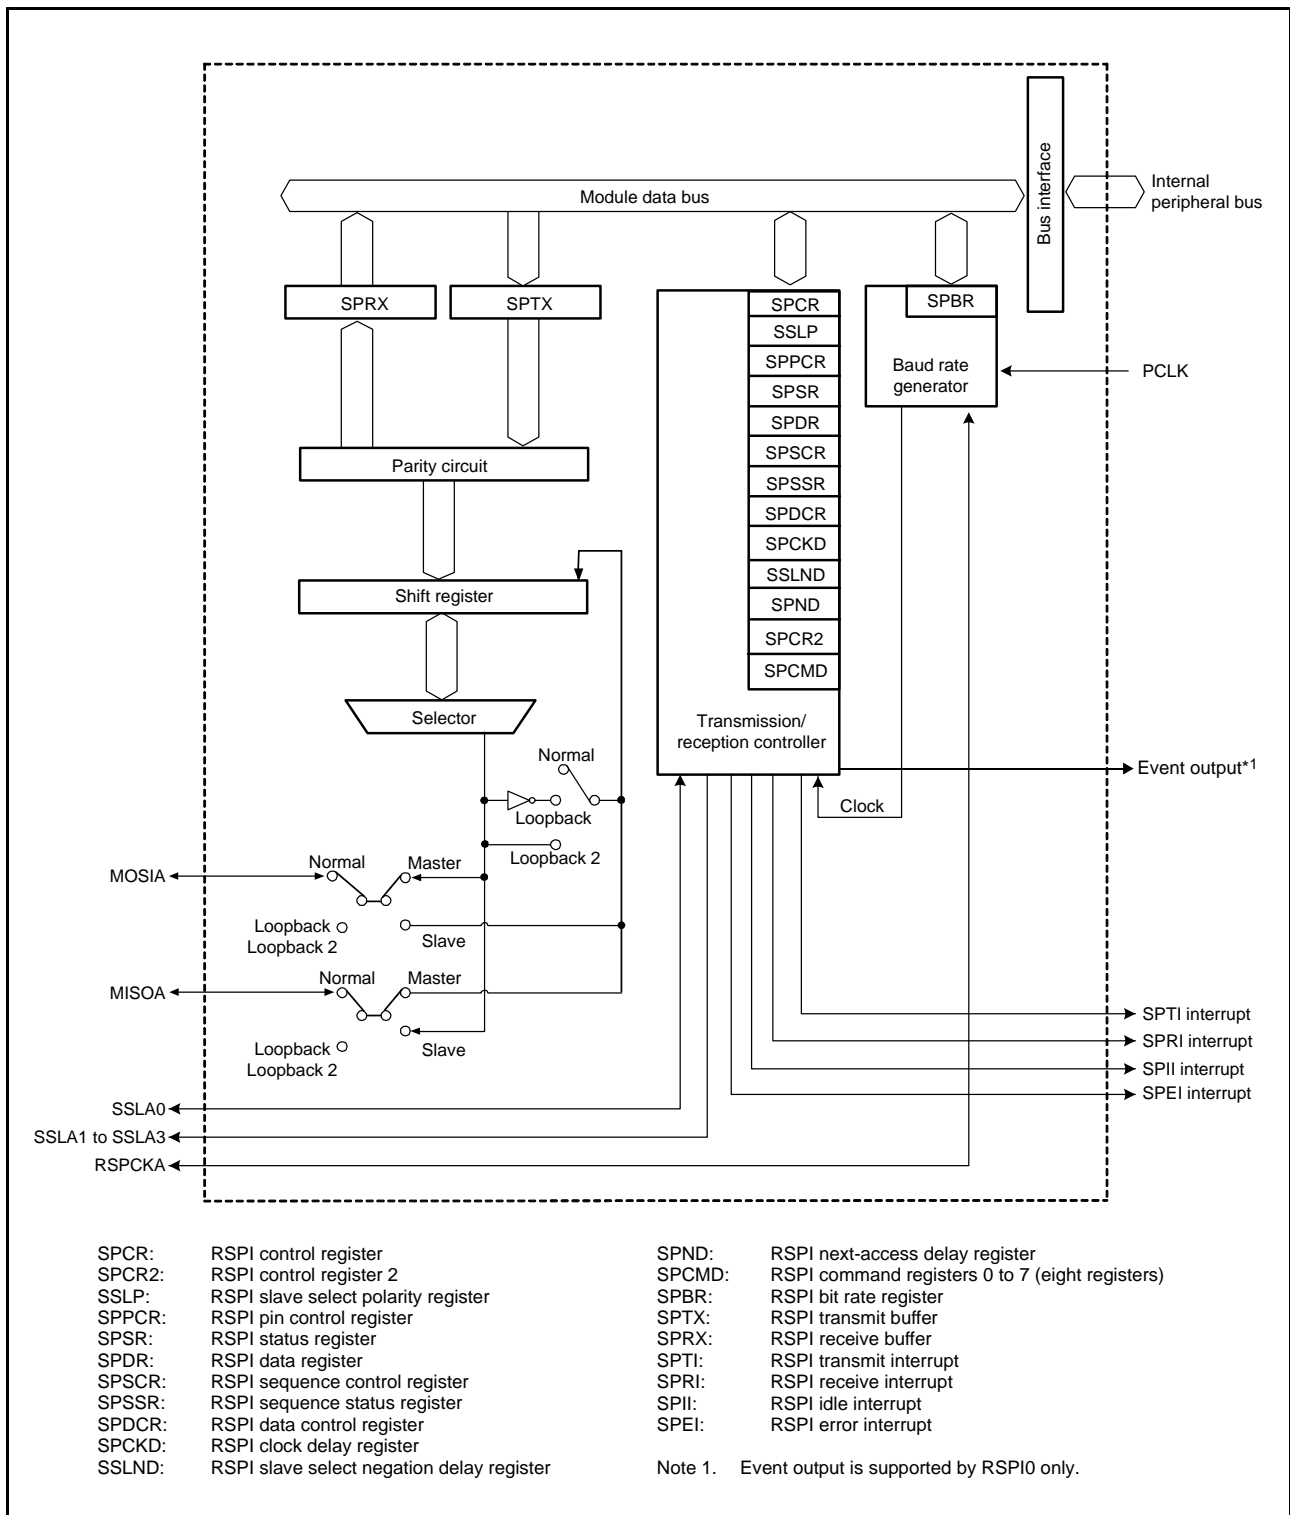 Bus interface
Internal
peripheral bus
Module data bus
SPRX
SPTX
SPCR
SPBR
SSLP
SPPCR
Baud rate
generator
PCLK
SPSR
SPDR
SPSCR
Parity circuit
SPSSR
SPDCR
SPCKD
SSLND
Shift register
SPND
SPCR2
SPCMD
Selector
Transmission/
reception controller
Normal
Event output*1
Loopback
Clock
Loopback 2
MOSIA
Normal
Master
Loopback
Loopback 2
Slave
MISOA
Normal
Master
SPTI interrupt
SPRI interrupt
Loopback
Loopback 2
Slave
SPII interrupt
SPEI interrupt
SSLA0
SSLA1 to SSLA3
RSPCKA
SPCR: RSPI control register
SPCR2: RSPI control register 2
SSLP: RSPI slave select polarity register
SPPCR: RSPI pin control register
SPSR: RSPI status register
SPDR: RSPI data register
SPSCR: RSPI sequence control register
SPSSR: RSPI sequence status register
SPDCR: RSPI data control register
SPCKD: RSPI clock delay register
SSLND: RSPI slave select negation delay register
SPND: RSPI next-access delay register
SPCMD: RSPI command registers 0 to 7 (eight registers)
SPBR: RSPI bit rate register
SPTX: RSPI transmit buffer
SPRX: RSPI receive buffer
SPTI: RSPI transmit interrupt
SPRI: RSPI receive interrupt
SPII: RSPI idle interrupt
SPEI: RSPI error interrupt
Note 1. Event output is supported by RSPI0 only.